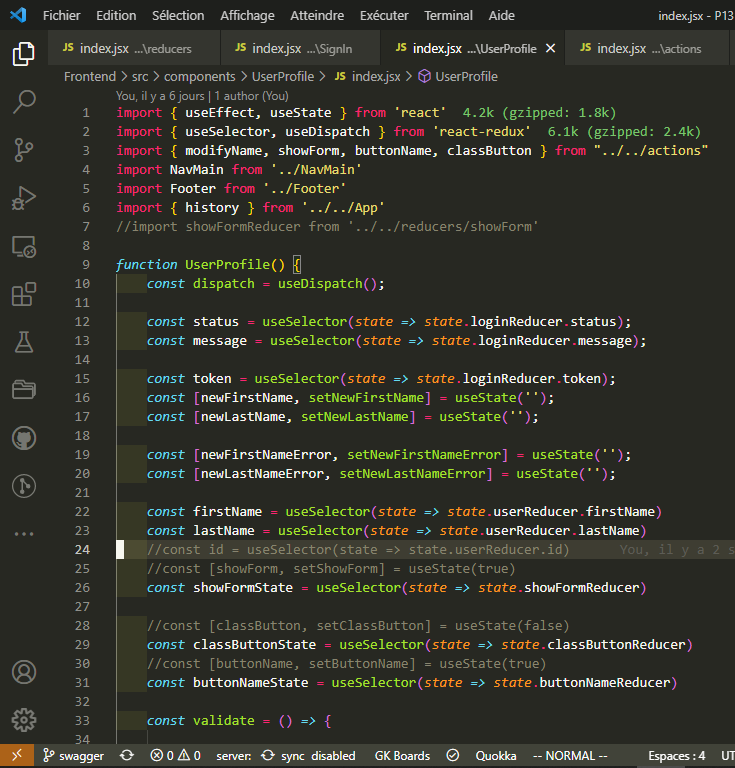 Fichier Edition Sélection Affichage Atteindre Exécuter Terminal Aide index.jsx - P13
JS index.jsx ...\reducers JS index.jsx ...\SignIn JS index.jsx ...\UserProfile × JS index.jsx ...\actions
Frontend > src > components > UserProfile > JS index.jsx > UserProfile
You, il y a 6 jours | 1 author (You)
1 import { useEffect, useState } from 'react' 4.2k (gzipped: 1.8k)
2 import { useSelector, useDispatch } from 'react-redux' 6.1k (gzipped: 2.4k)
3 import { modifyName, showForm, buttonName, classButton } from "../../actions"
4 import NavMain from '../NavMain'
5 import Footer from '../Footer'
6 import { history } from '../../App'
7 //import showFormReducer from '../../reducers/showForm'
8
9 function UserProfile() {
10 const dispatch = useDispatch();
11
12 const status = useSelector(state => state.loginReducer.status);
13 const message = useSelector(state => state.loginReducer.message);
14
15 const token = useSelector(state => state.loginReducer.token);
16 const [newFirstName, setNewFirstName] = useState('');
17 const [newLastName, setNewLastName] = useState('');
18
19 const [newFirstNameError, setNewFirstNameError] = useState('');
20 const [newLastNameError, setNewLastNameError] = useState('');
21
22 const firstName = useSelector(state => state.userReducer.firstName)
23 const lastName = useSelector(state => state.userReducer.lastName)
24 //const id = useSelector(state => state.userReducer.id) You, il y a 2 s
25 //const [showForm, setShowForm] = useState(true)
26 const showFormState = useSelector(state => state.showFormReducer)
27
28 //const [classButton, setClassButton] = useState(false)
29 const classButtonState = useSelector(state => state.classButtonReducer)
30 //const [buttonName, setButtonName] = useState(true)
31 const buttonNameState = useSelector(state => state.buttonNameReducer)
32
33 const validate = () => {
34
swagger 0 0 server: sync disabled GK Boards Quokka -- NORMAL -- Espaces : 4 UT